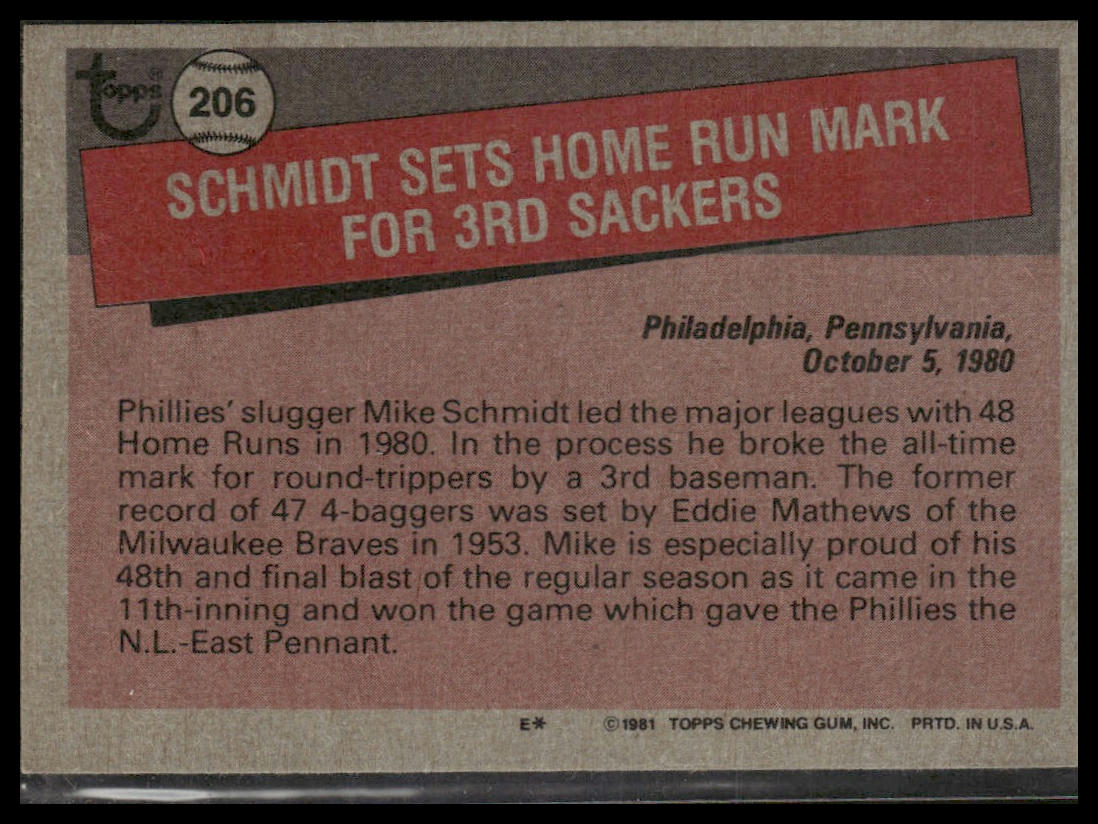 topps®
206
SCHMIDT SETS HOME RUN MARK
FOR 3RD SACKERS
Philadelphia, Pennsylvania,
October 5, 1980
Phillies' slugger Mike Schmidt led the major leagues with 48
Home Runs in 1980. In the process he broke the all-time
mark for round-trippers by a 3rd baseman. The former
record of 47 4-baggers was set by Eddie Mathews of the
Milwaukee Braves in 1953. Mike is especially proud of his
48th and final blast of the regular season as it came in the
11th-inning and won the game which gave the Phillies the
N.L.-East Pennant.
E* ©1981 TOPPS CHEWING GUM, INC. PRTD. IN U.S.A.